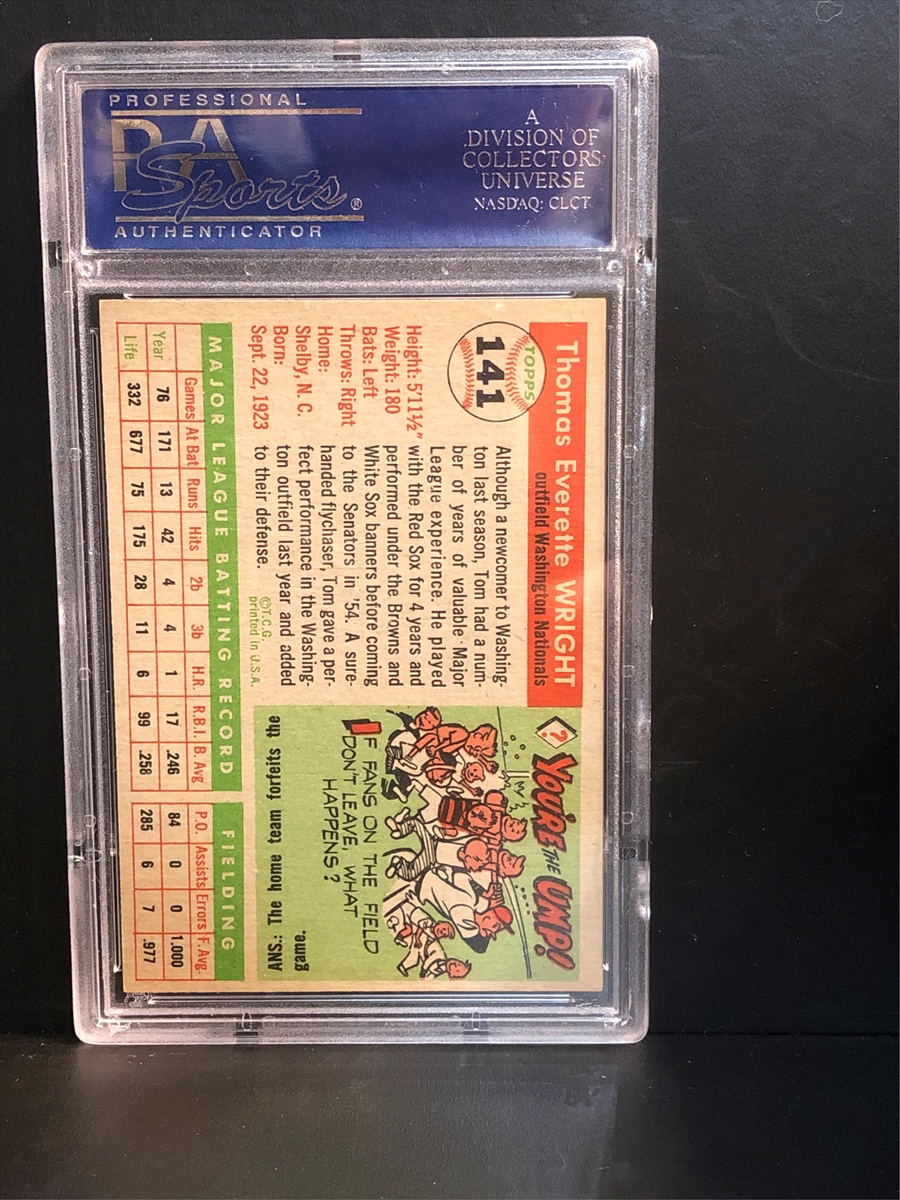 PROFESSIONAL
PSA
Sports®
AUTHENTICATOR
A
DIVISION OF
COLLECTORS
UNIVERSE
NASDAQ: CLCT
TOPPS
141
Thomas Everette WRIGHT
outfield Washington Nationals
Height: 5'11½"
Weight: 180
Bats: Left
Throws: Right
Home:
Shelby, N. C.
Born:
Sept. 22, 1923
Although a newcomer to Washing-
ton last season, Tom had a num-
ber of years of valuable Major
League experience. He played
with the Red Sox for 4 years and
performed under the Browns and
White Sox banners before coming
to the Senators in '54. A sure-
handed flychaser, Tom gave a per-
fect performance in the Washing-
ton outfield last year and added
to their defense.
©T.C.G.
printed in U.S.A.
? YOU'RE THE UMP!
IF FANS ON THE FIELD
DON'T LEAVE, WHAT
HAPPENS?
ANS.: The home team forfeits the
game.
MAJOR LEAGUE BATTING RECORD FIELDING
Games At Bat Runs Hits 2b 3b H.R. R.B.I. B. Avg P.O. Assists Errors F. Avg.
Year 76 171 13 42 4 4 1 17 .246 84 0 0 1.000
Life 332 677 75 175 28 11 6 99 .258 285 6 7 .977